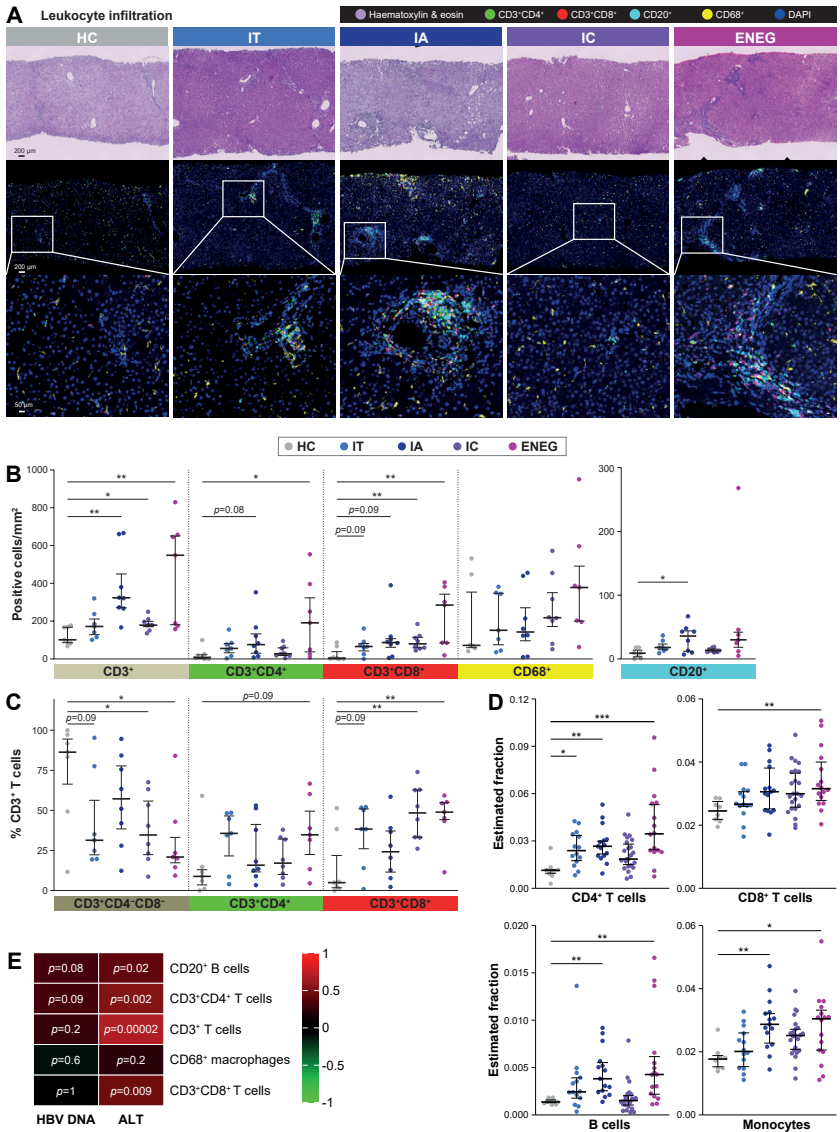 A Leukocyte infiltration
Haematoxylin & eosin CD3⁺CD4⁺ CD3⁺CD8⁺ CD20⁺ CD68⁺ DAPI
HC IT IA IC ENEG
200 µm
200 µm
50 µm
HC IT IA IC ENEG
B
Positive cells/mm²
1000
800
600
400
200
0
** * ** p=0.08 * p=0.09 p=0.09 ** **
300
200
100
0
*
CD3⁺ CD3⁺CD4⁺ CD3⁺CD8⁺ CD68⁺ CD20⁺
C
% CD3⁺ T cells
100
75
50
25
0
p=0.09 * * p=0.09 p=0.09 ** **
CD3⁺CD4⁻CD8⁻ CD3⁺CD4⁺ CD3⁺CD8⁺
D
Estimated fraction
0.12
0.09
0.06
0.03
0.00
* ** ***
CD4⁺ T cells
0.06
0.04
0.02
0.00
**
CD8⁺ T cells
Estimated fraction
0.020
0.015
0.010
0.005
0.000
** **
B cells
0.06
0.04
0.02
0.00
** *
Monocytes
E
p=0.08 p=0.02 CD20⁺ B cells
p=0.09 p=0.002 CD3⁺CD4⁺ T cells
p=0.2 p=0.00002 CD3⁺ T cells
p=0.6 p=0.2 CD68⁺ macrophages
p=1 p=0.009 CD3⁺CD8⁺ T cells
HBV DNA ALT
1
0.5
0
-0.5
-1